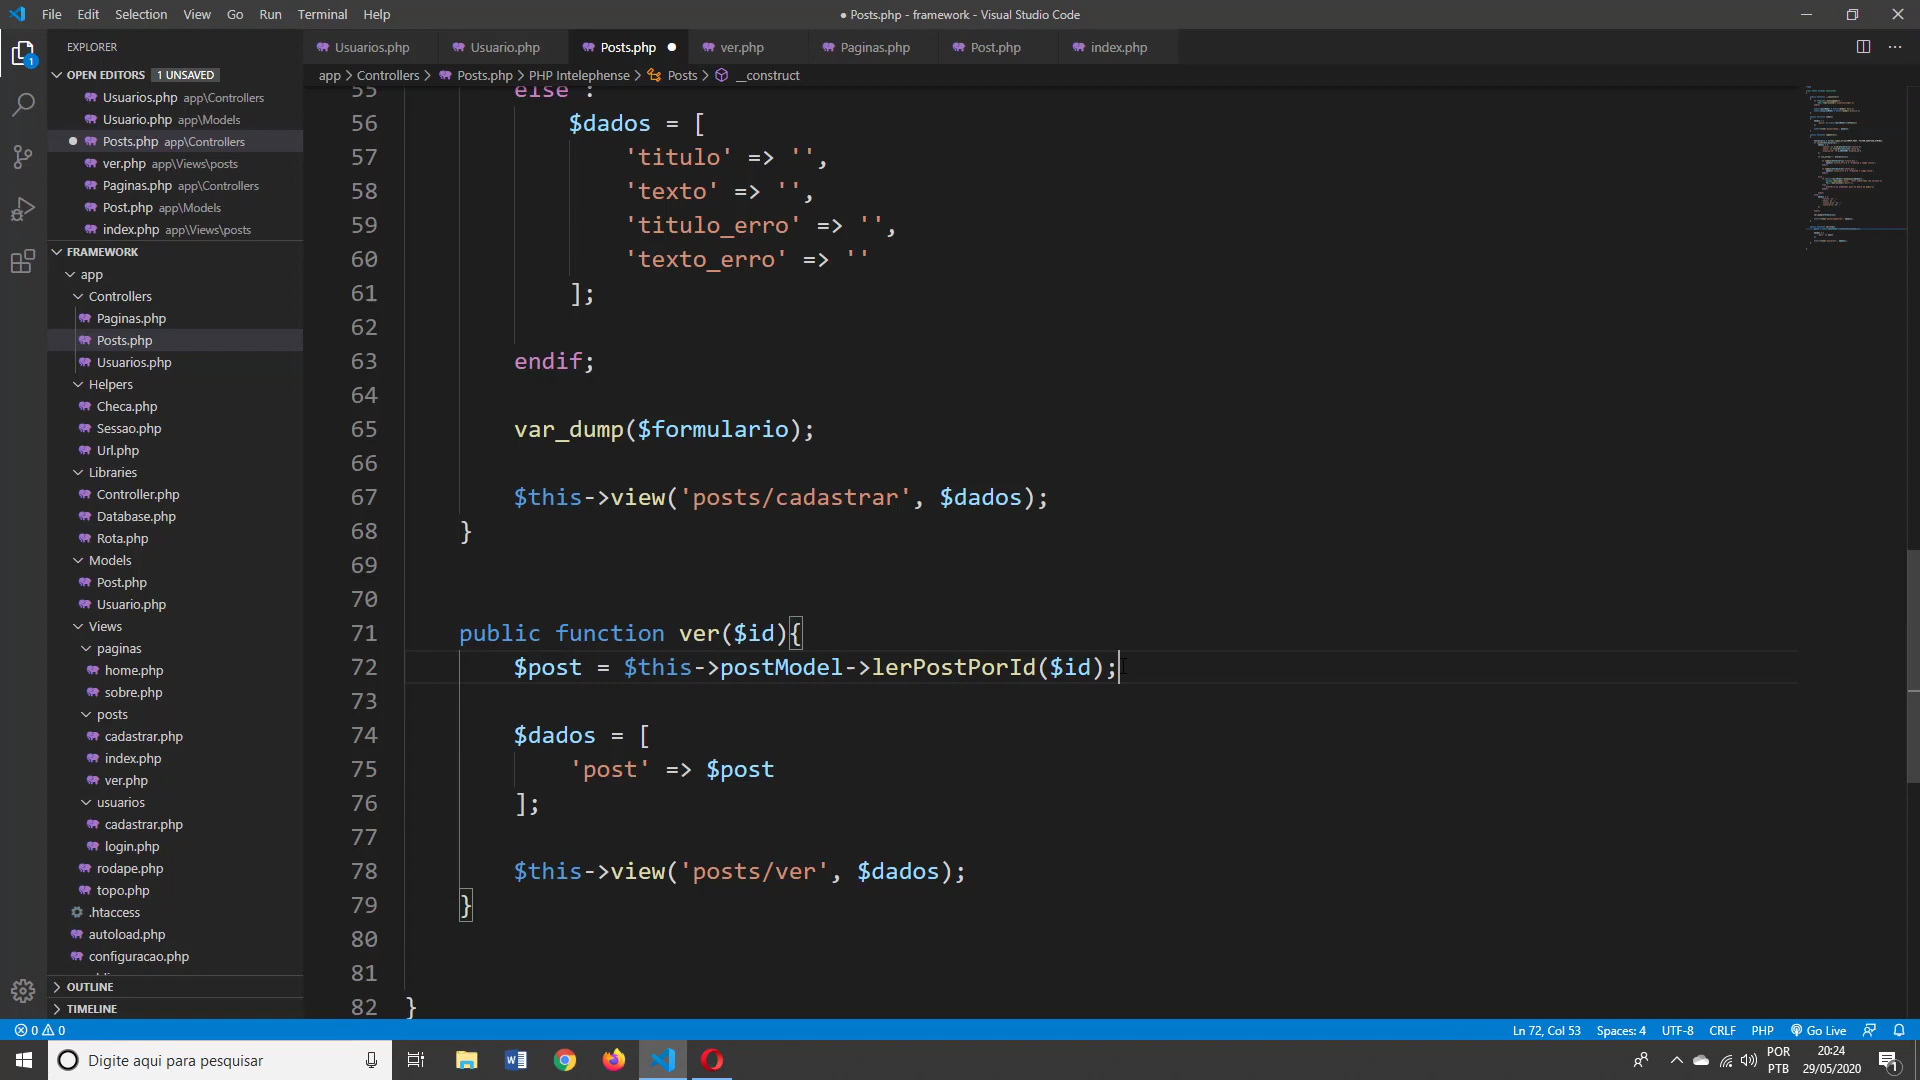 File Edit Selection View Go Run Terminal Help
● Posts.php - framework - Visual Studio Code
EXPLORER
OPEN EDITORS 1 UNSAVED
Usuarios.php app\Controllers
Usuario.php app\Models
Posts.php app\Controllers
ver.php app\Views\posts
Paginas.php app\Controllers
Post.php app\Models
index.php app\Views\posts
FRAMEWORK
app
Controllers
Paginas.php
Posts.php
Usuarios.php
Helpers
Checa.php
Sessao.php
Url.php
Libraries
Controller.php
Database.php
Rota.php
Models
Post.php
Usuario.php
Views
paginas
home.php
sobre.php
posts
cadastrar.php
index.php
ver.php
usuarios
cadastrar.php
login.php
rodape.php
topo.php
.htaccess
autoload.php
configuracao.php
OUTLINE
TIMELINE
Usuarios.php Usuario.php Posts.php ● ver.php Paginas.php Post.php index.php
app > Controllers > Posts.php > PHP Intelephense > Posts > __construct
55 else :
56 $dados = [
57 'titulo' => '',
58 'texto' => '',
59 'titulo_erro' => '',
60 'texto_erro' => ''
61 ];
62
63 endif;
64
65 var_dump($formulario);
66
67 $this->view('posts/cadastrar', $dados);
68 }
69
70
71 public function ver($id){
72 $post = $this->postModel->lerPostPorId($id);
73
74 $dados = [
75 'post' => $post
76 ];
77
78 $this->view('posts/ver', $dados);
79 }
80
81
82 }
0 0
Ln 72, Col 53 Spaces: 4 UTF-8 CRLF PHP Go Live
Digite aqui para pesquisar
POR
PTB
20:24
29/05/2020
1